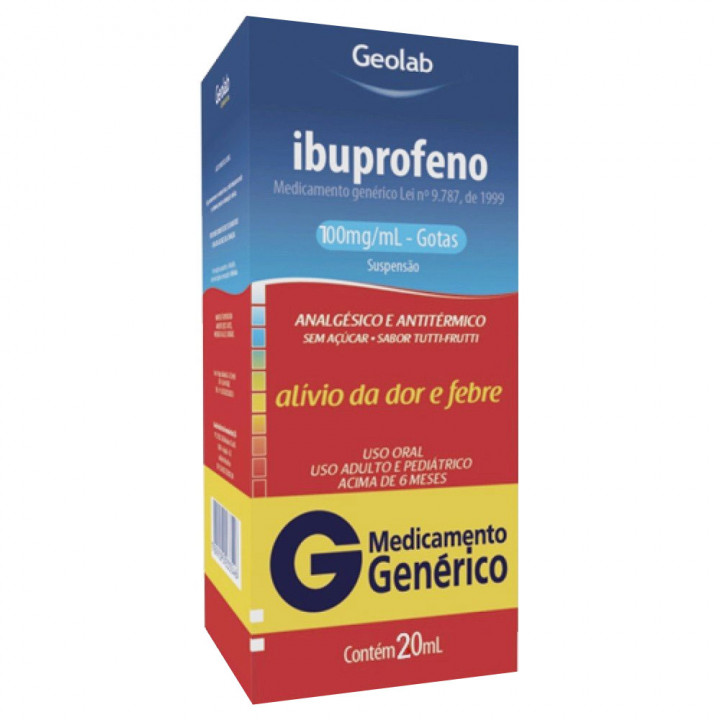 Geolab
Geolab
ibuprofeno
Medicamento genérico Lei nº 9.787, de 1999
100mg/mL - Gotas
Suspensão
ANALGÉSICO E ANTITÉRMICO
SEM AÇÚCAR • SABOR TUTTI-FRUTTI
alívio da dor e febre
USO ORAL
USO ADULTO E PEDIÁTRICO
ACIMA DE 6 MESES
G Medicamento
Genérico
Contém 20mL